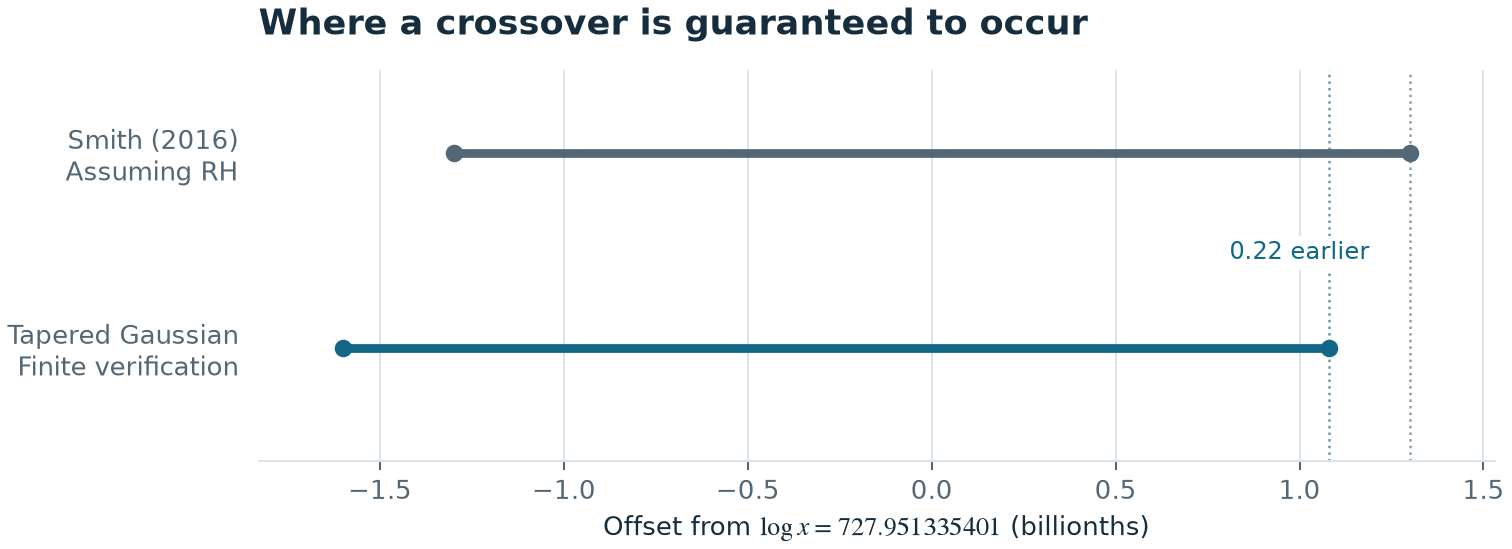 Where a crossover is guaranteed to occur
Smith (2016)
Assuming RH
0.22 earlier
Tapered Gaussian
Finite verification
−1.5 −1.0 −0.5 0.0 0.5 1.0 1.5
Offset from log x = 727.951335401 (billionths)